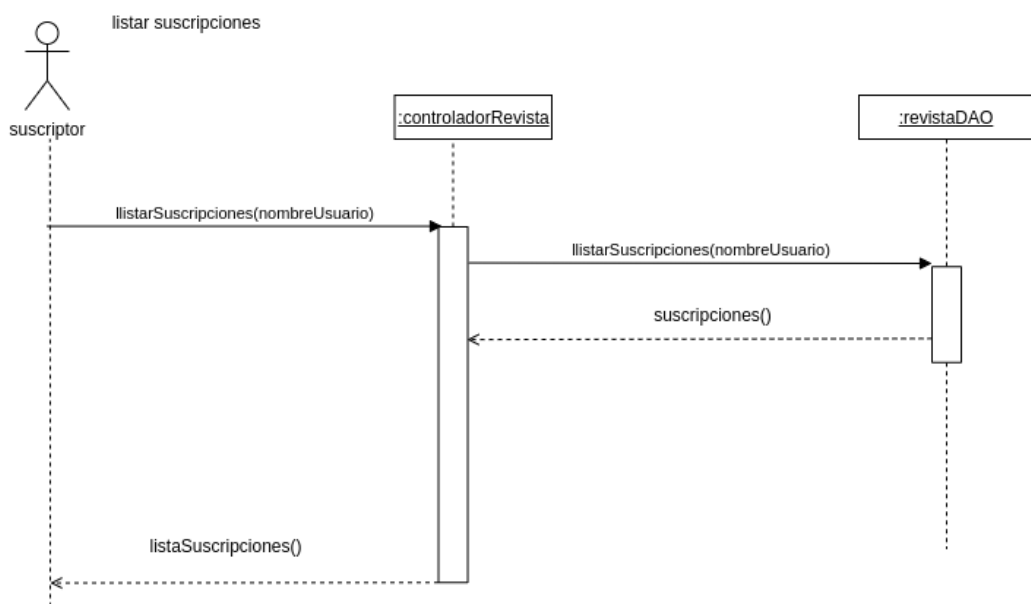 listar suscripciones
suscriptor
:controladorRevista
:revistaDAO
llistarSuscripciones(nombreUsuario)
llistarSuscripciones(nombreUsuario)
suscripciones()
listaSuscripciones()